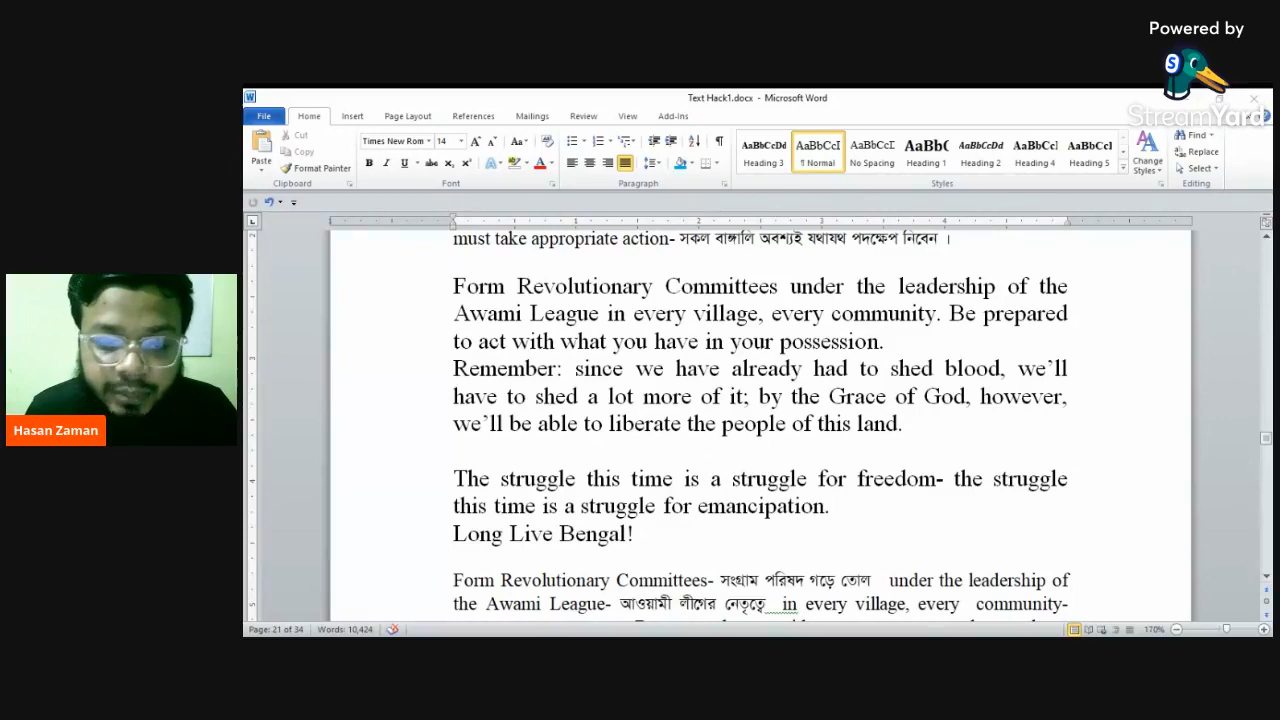 Powered by
StreamYard
Text Hack1.docx - Microsoft Word
File Home Insert Page Layout References Mailings Review View Add-Ins
Paste
Cut
Copy
Format Painter
Clipboard
Times New Rom 14
Font
Paragraph
AaBbCcDd AaBbCcI AaBbCcI AaBb( AaBbCcDd AaBbCcI AaBbCcI
Heading 3 ¶ Normal No Spacing Heading 1 Heading 2 Heading 4 Heading 5
Change Styles
Styles
Find
Replace
Select
Editing
must take appropriate action- সকল বাঙ্গালি অবশ্যই যথাযথ পদক্ষেপ নিবেন ।
Form Revolutionary Committees under the leadership of the
Awami League in every village, every community. Be prepared
to act with what you have in your possession.
Remember: since we have already had to shed blood, we’ll
have to shed a lot more of it; by the Grace of God, however,
we’ll be able to liberate the people of this land.
The struggle this time is a struggle for freedom- the struggle
this time is a struggle for emancipation.
Long Live Bengal!
Form Revolutionary Committees- সংগ্রাম পরিষদ গড়ে তোল under the leadership of
the Awami League- আওয়ামী লীগের নেতৃত্বে in every village, every community-
Hasan Zaman
Page: 21 of 34 Words: 10,424 170%